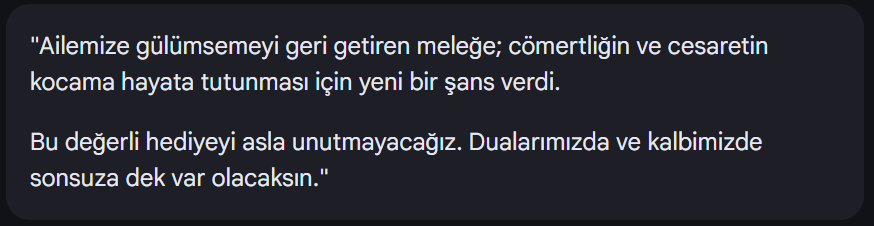 "Ailemize gülümsemeyi geri getiren meleğe; cömertliğin ve cesaretin
kocama hayata tutunması için yeni bir şans verdi.
Bu değerli hediyeyi asla unutmayacağız. Dualarımızda ve kalbimizde
sonsuza dek var olacaksın."